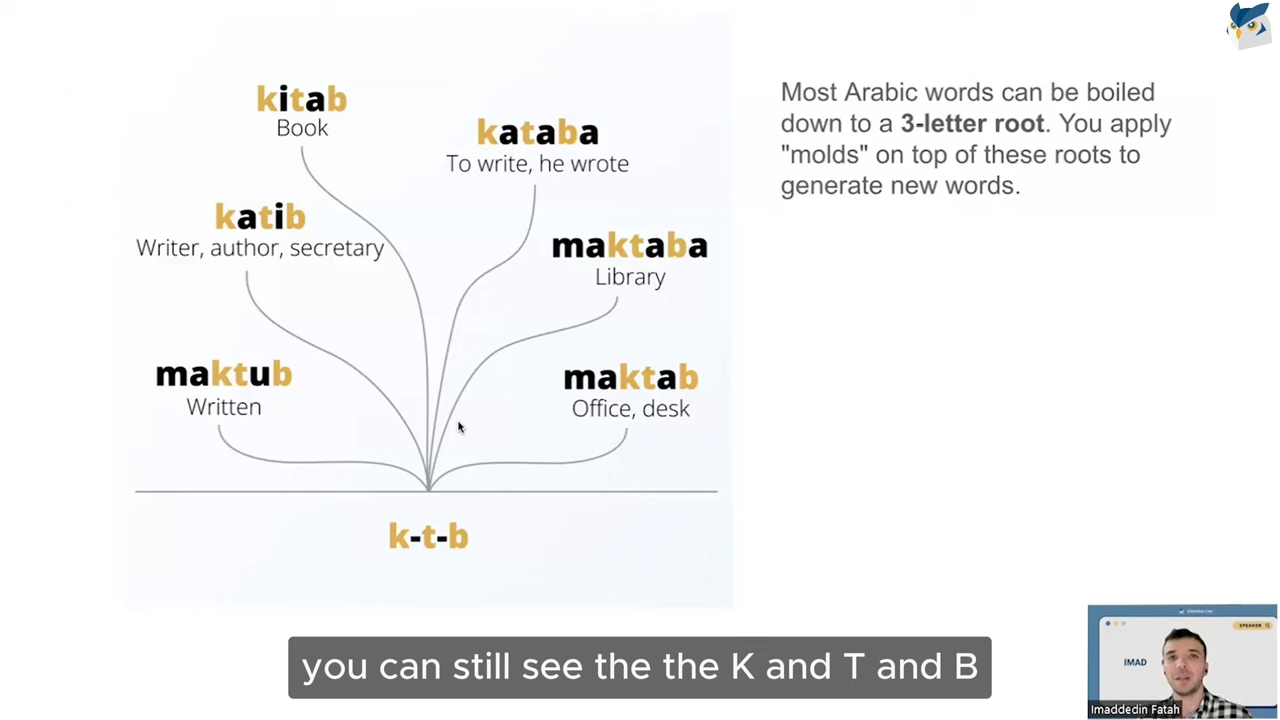 kitab
Book
kataba
To write, he wrote
katib
Writer, author, secretary
maktaba
Library
maktub
Written
maktab
Office, desk
k-t-b
Most Arabic words can be boiled
down to a 3-letter root. You apply
"molds" on top of these roots to
generate new words.
you can still see the the K and T and B
SPEAKER
IMAD
Imaddedin Fatah